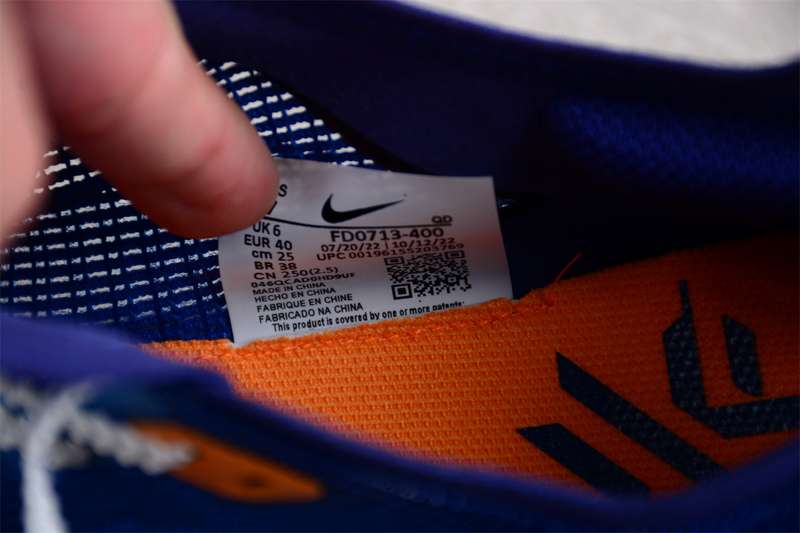 UK 6
EUR 40
cm 25
BR 38
CN 250(2.5)
QD
FD0713-400
07/20/22 | 10/12/22
UPC 00196155205769
MADE IN CHINA
HECHO EN CHINA
FABRIQUE EN CHINE
FABRICADO NA CHINA
This product is covered by one or more patents.